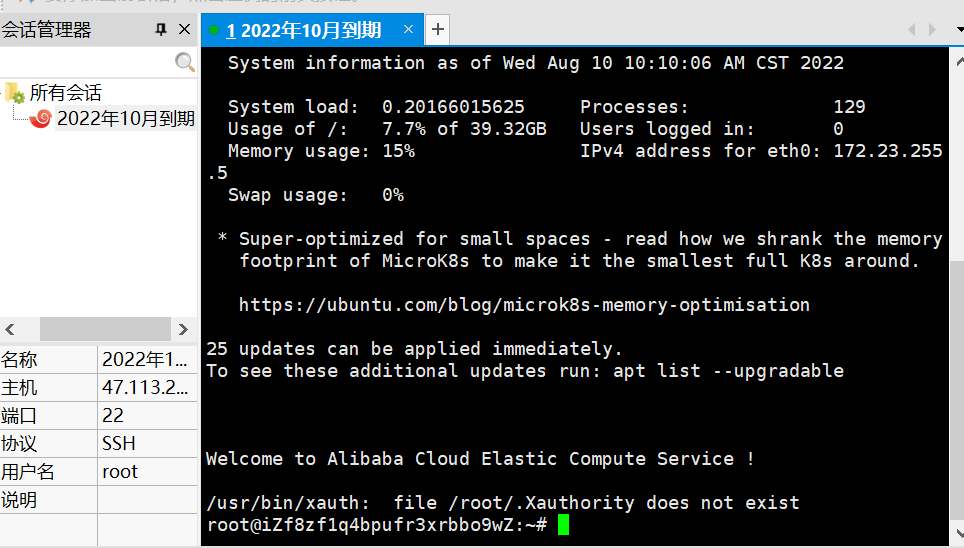 会话管理器
1 2022年10月到期
所有会话
2022年10月到期
名称 2022年1...
主机 47.113.2...
端口 22
协议 SSH
用户名 root
说明
System information as of Wed Aug 10 10:10:06 AM CST 2022
System load: 0.20166015625 Processes: 129
Usage of /: 7.7% of 39.32GB Users logged in: 0
Memory usage: 15% IPv4 address for eth0: 172.23.255
.5
Swap usage: 0%
* Super-optimized for small spaces - read how we shrank the memory
footprint of MicroK8s to make it the smallest full K8s around.
https://ubuntu.com/blog/microk8s-memory-optimisation
25 updates can be applied immediately.
To see these additional updates run: apt list --upgradable
Welcome to Alibaba Cloud Elastic Compute Service !
/usr/bin/xauth:  file /root/.Xauthority does not exist
root@iZf8zf1q4bpufr3xrbbo9wZ:~#